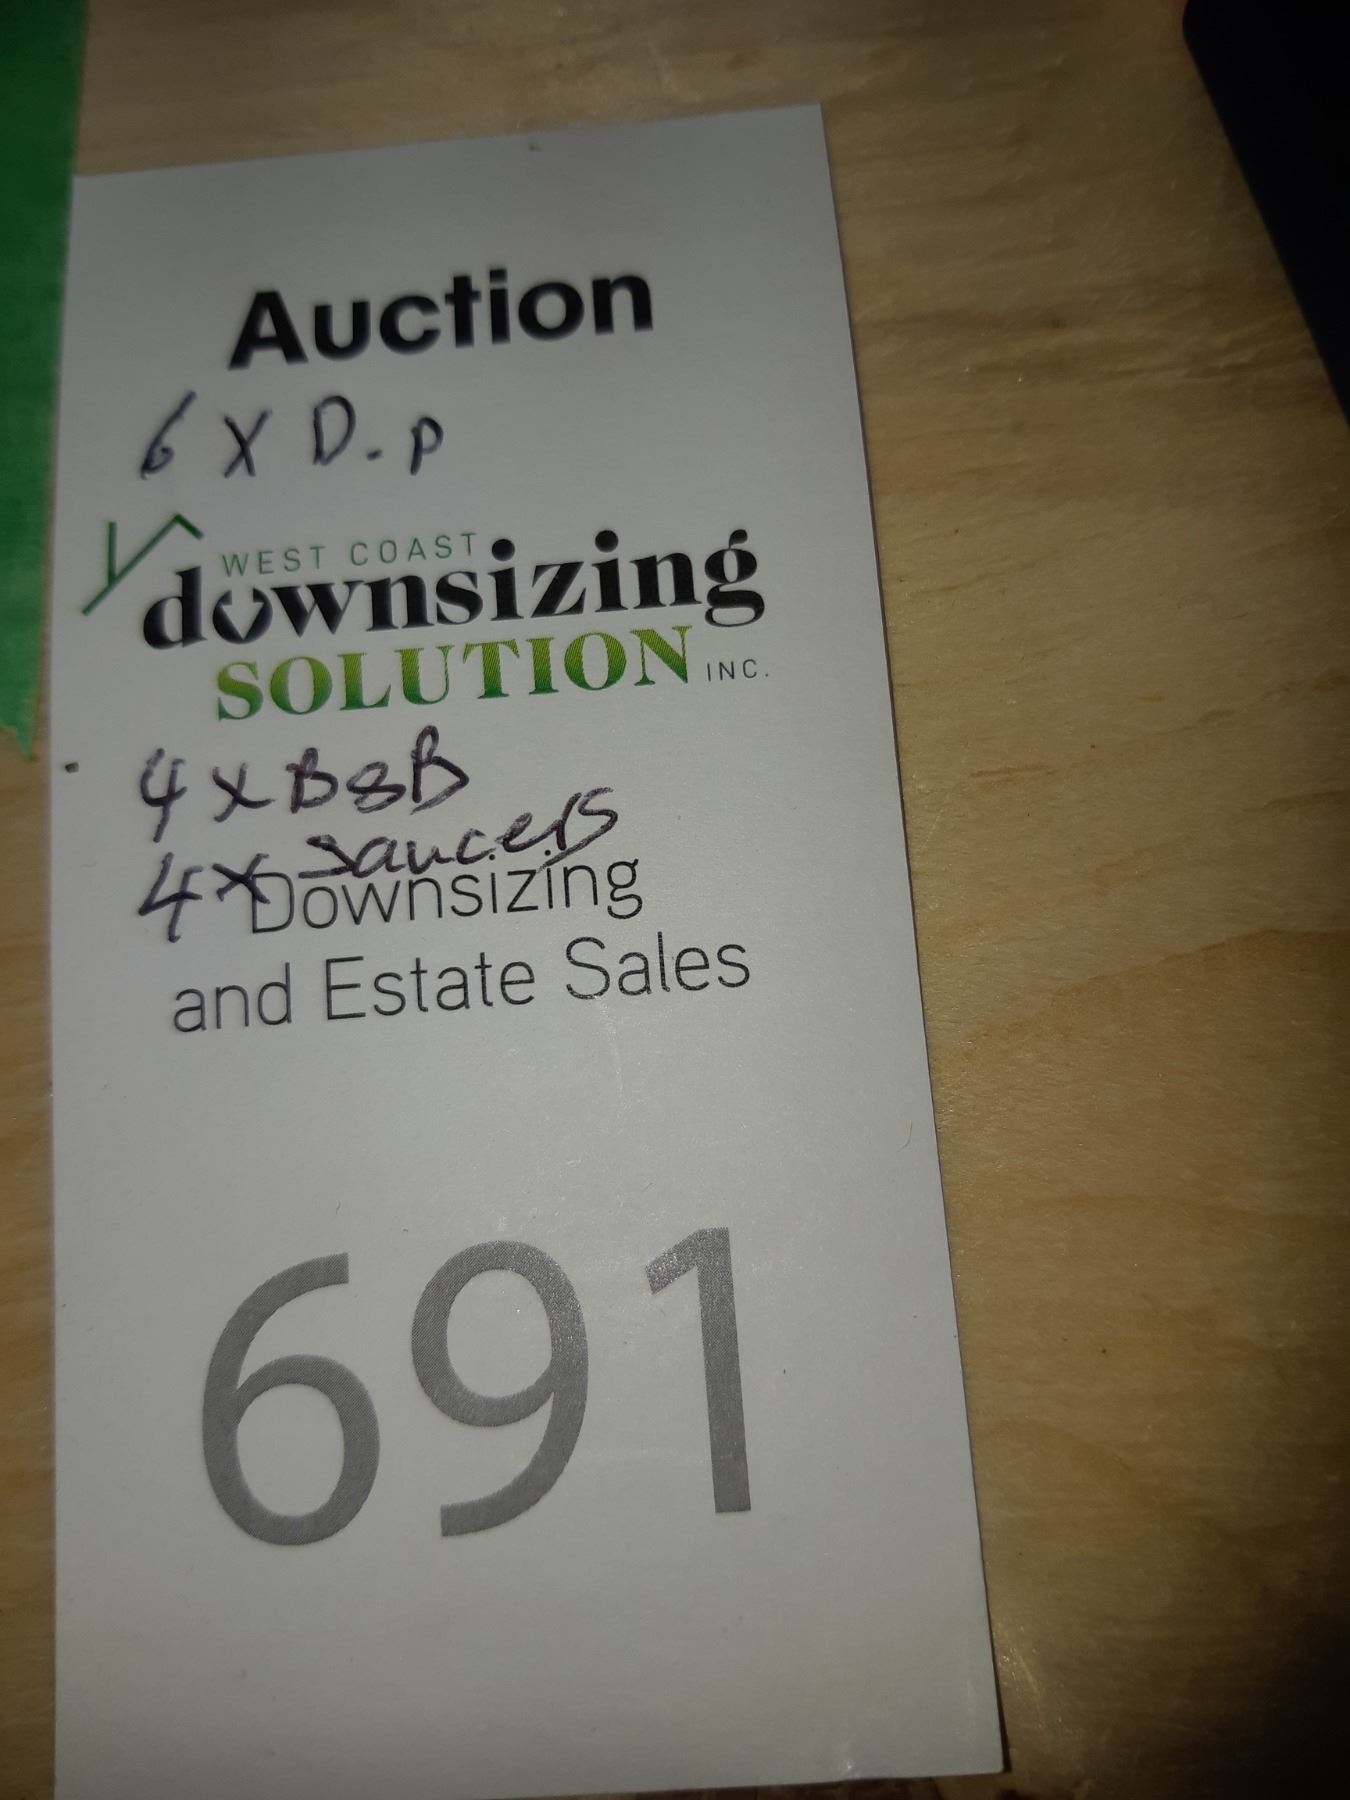 Auction
6 X D.p
WEST COAST
downsizing
SOLUTION INC.
4 x B&B
4x saucers
Downsizing
and Estate Sales
691